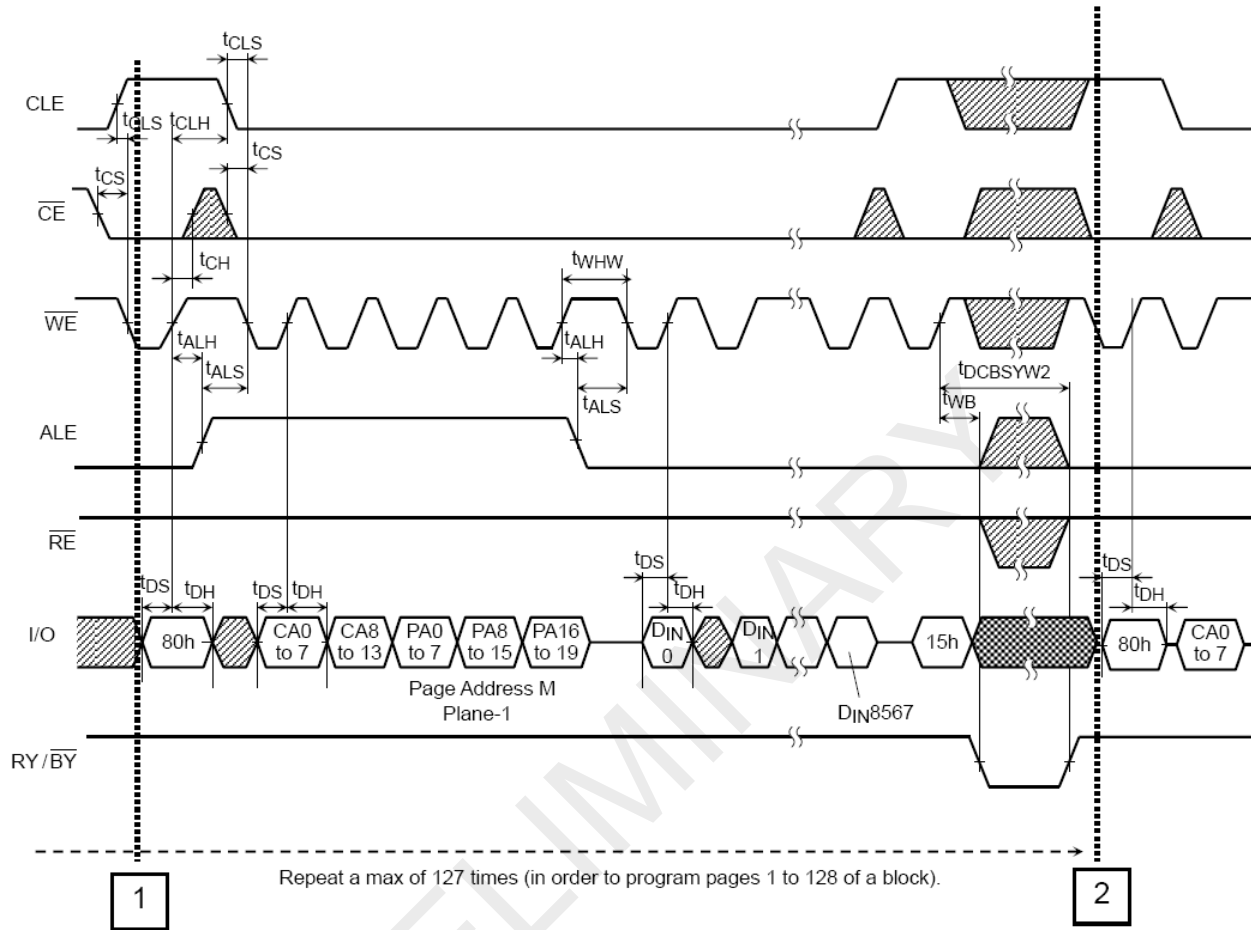 tCLS
CLE
tCLS tCLH
tCS
tCS
CE
tCH
tWHW
WE
tALH
tALH
tALS
tDCBSYW2
tALS
tWB
ALE
RE
tDS
tDH
tDS
tDH
tDS
tDH
tDS
tDH
I/O
80h
CA0 to 7
CA8 to 13
PA0 to 7
PA8 to 15
PA16 to 19
DIN 0
DIN 1
15h
80h
CA0 to 7
Page Address M
Plane-1
DIN8567
RY/BY
Repeat a max of 127 times (in order to program pages 1 to 128 of a block).
1
2
ELIMINARY